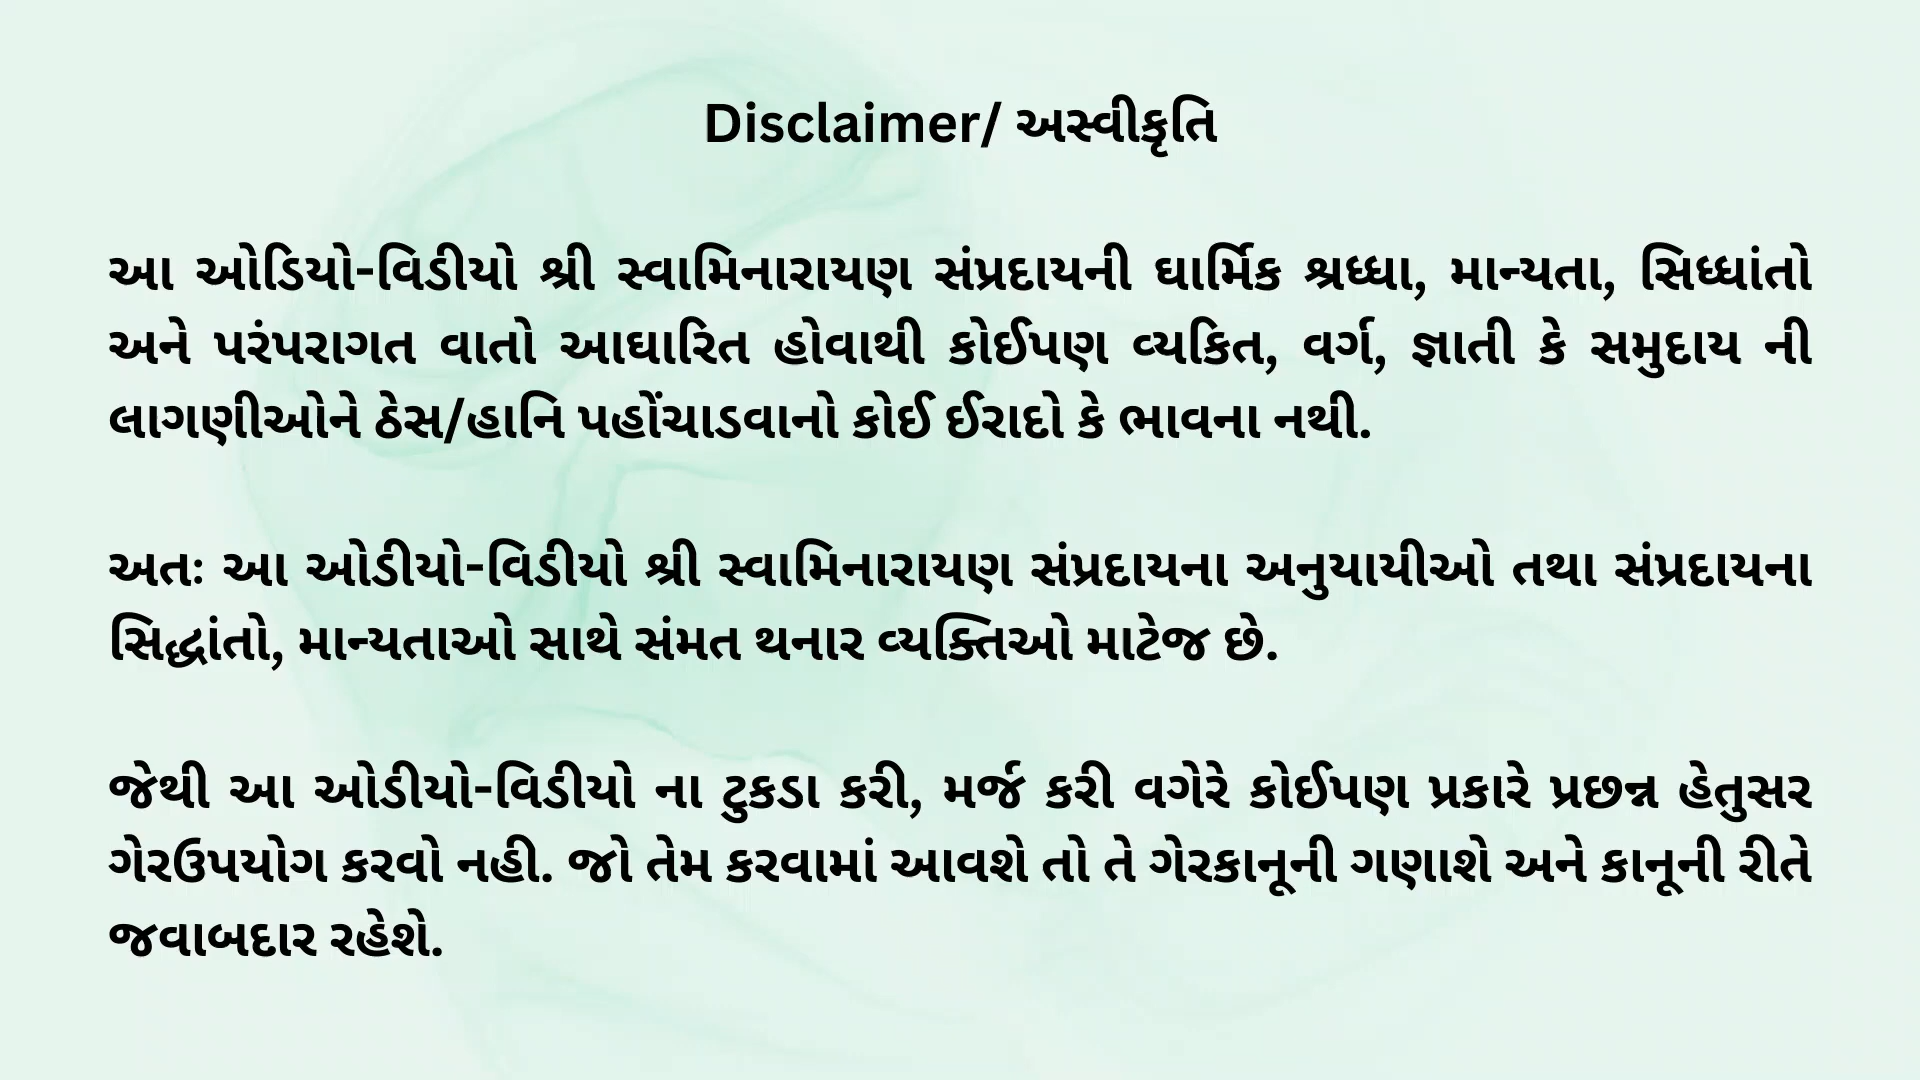 Disclaimer/ અસ્વીકૃતિ
આ ઓડિયો-વિડીયો શ્રી સ્વામિનારાયણ સંપ્રદાયની ઘાર્મિક શ્રધ્ધા, માન્યતા, સિધ્ધાંતો
અને પરંપરાગત વાતો આઘારિત હોવાથી કોઈપણ વ્યકિત, વર્ગ, જ્ઞાતી કે સમુદાય ની
લાગણીઓને ઠેસ/હાનિ પહોંચાડવાનો કોઈ ઈરાદો કે ભાવના નથી.
અતઃ આ ઓડીયો-વિડીયો શ્રી સ્વામિનારાયણ સંપ્રદાયના અનુયાયીઓ તથા સંપ્રદાયના
સિદ્ધાંતો, માન્યતાઓ સાથે સંમત થનાર વ્યક્તિઓ માટેજ છે.
જેથી આ ઓડીયો-વિડીયો ના ટુકડા કરી, મર્જ કરી વગેરે કોઈપણ પ્રકારે પ્રછન્ન હેતુસર
ગેરઉપયોગ કરવો નહી. જો તેમ કરવામાં આવશે તો તે ગેરકાનૂની ગણાશે અને કાનૂની રીતે
જવાબદાર રહેશે.